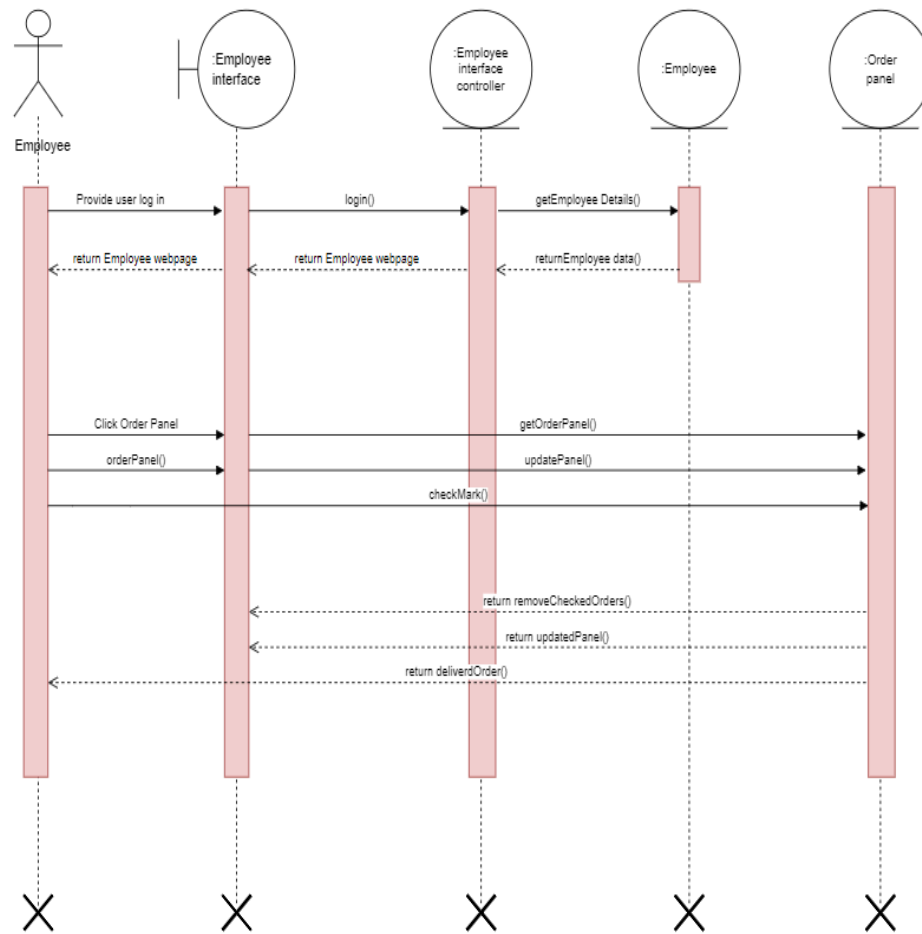 :Employee
interface
:Employee
interface
controller
:Employee
:Order
panel
Employee
Provide user log in
login()
getEmployee Details()
return Employee webpage
return Employee webpage
returnEmployee data()
Click Order Panel
getOrderPanel()
orderPanel()
updatePanel()
checkMark()
return removeCheckedOrders()
return updatedPanel()
return deliverdOrder()